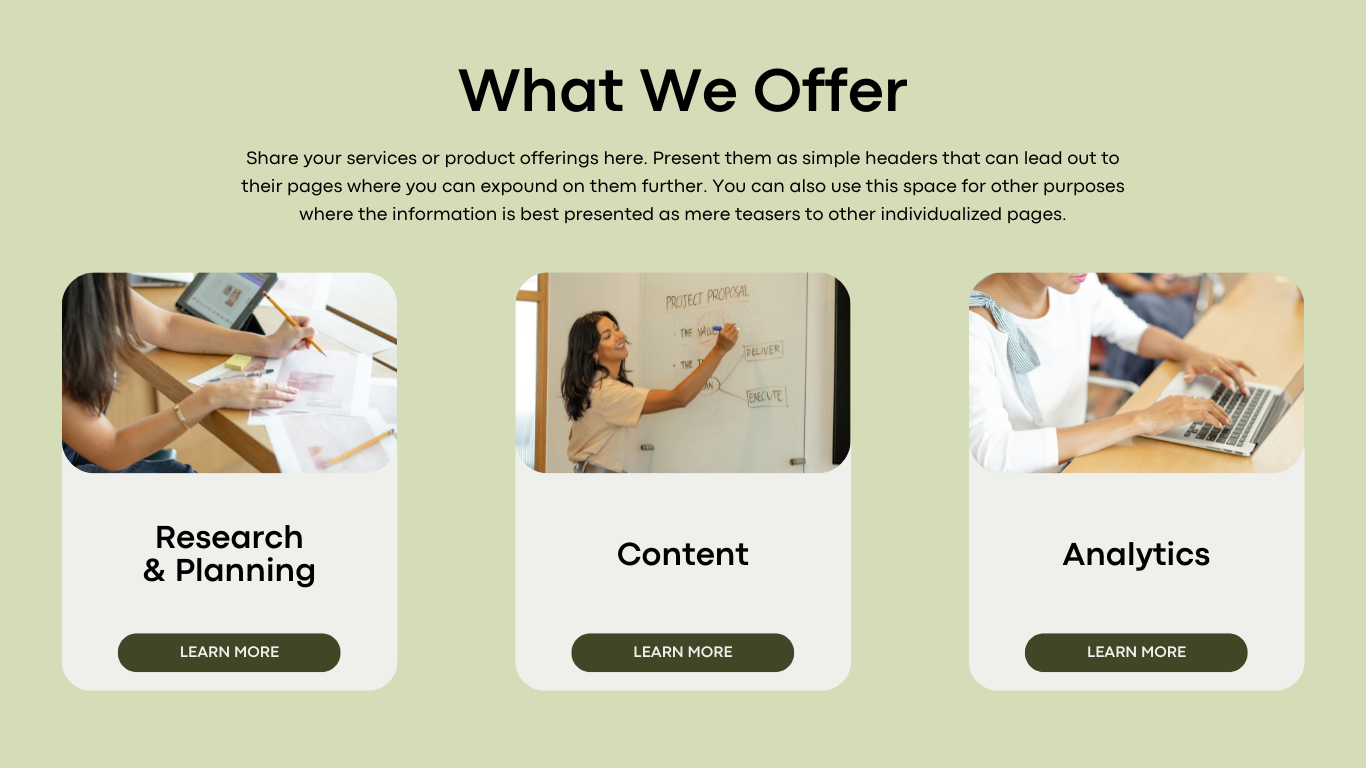 What We Offer
Share your services or product offerings here. Present them as simple headers that can lead out to
their pages where you can expound on them further. You can also use this space for other purposes
where the information is best presented as mere teasers to other individualized pages.
PROJECT PROPOSAL
• THE
• THE
DELIVER
EXECUTE
Research
& Planning
Content
Analytics
LEARN MORE
LEARN MORE
LEARN MORE